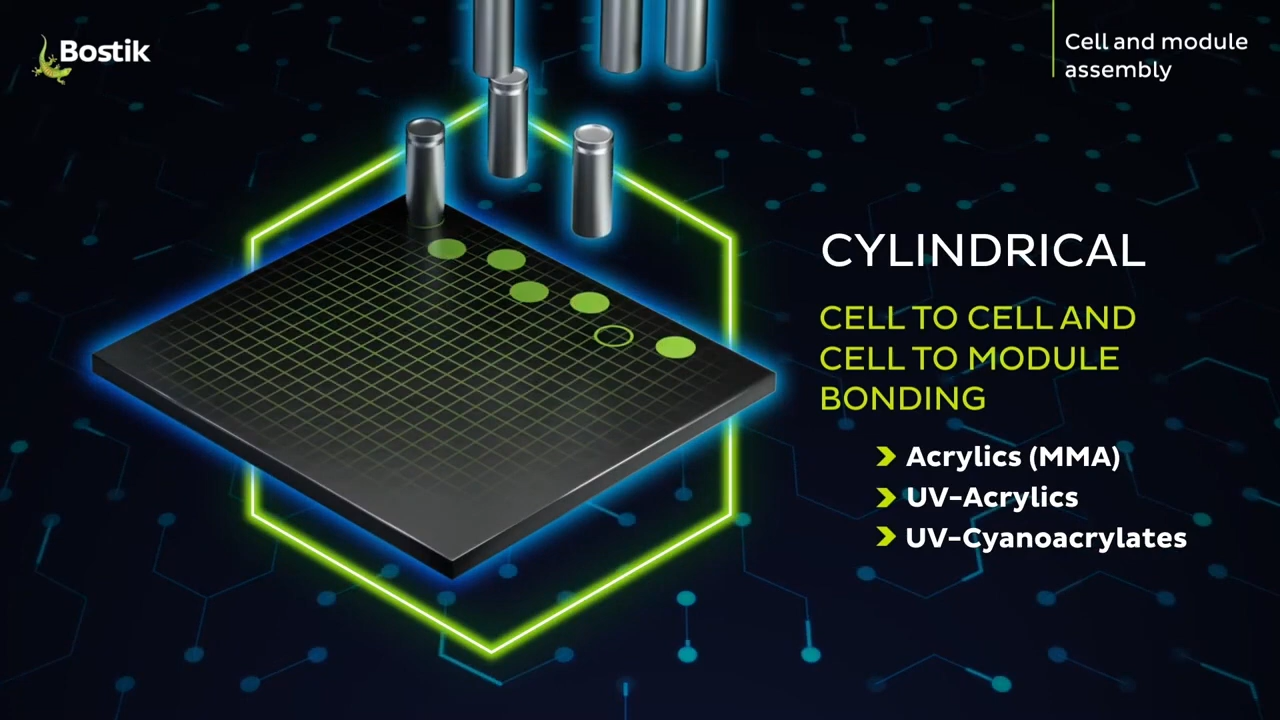 Bostik
Cell and module
assembly
CYLINDRICAL
CELL TO CELL AND
CELL TO MODULE
BONDING
Acrylics (MMA)
UV-Acrylics
UV-Cyanoacrylates